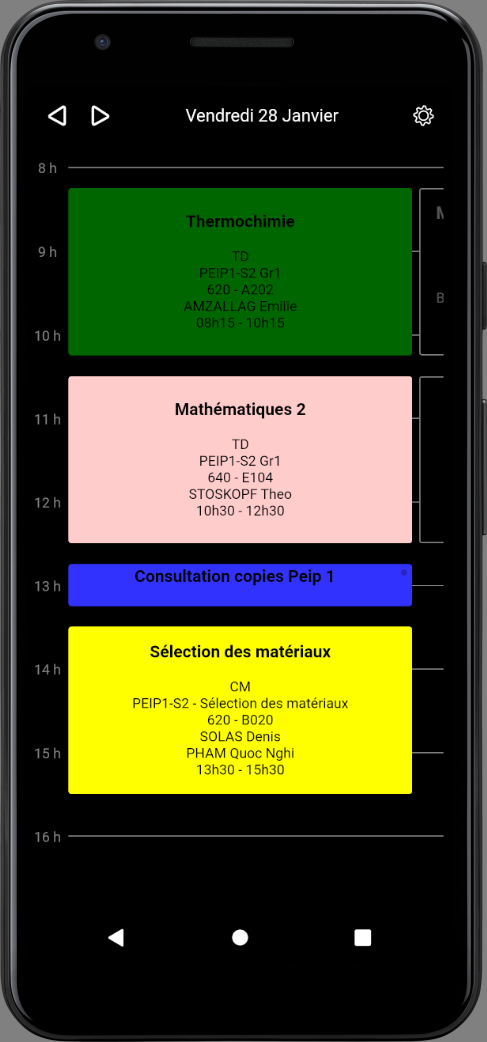 Vendredi 28 Janvier
8 h
Thermochimie
TD
PEIP1-S2 Gr1
620 - A202
AMZALLAG Emilie
08h15 - 10h15
9 h
10 h
11 h
Mathématiques 2
TD
PEIP1-S2 Gr1
640 - E104
STOSKOPF Theo
10h30 - 12h30
12 h
Consultation copies Peip 1
13 h
Sélection des matériaux
CM
PEIP1-S2 - Sélection des matériaux
620 - B020
SOLAS Denis
PHAM Quoc Nghi
13h30 - 15h30
14 h
15 h
16 h